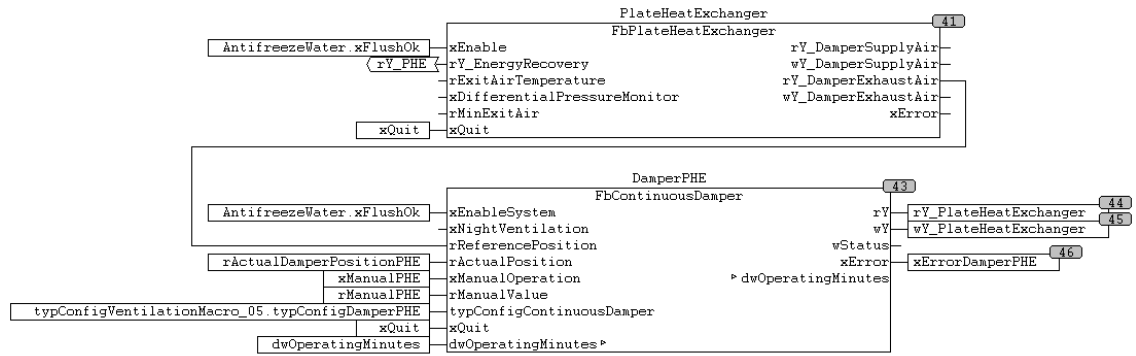 PlateHeatExchanger
41
FbPlateHeatExchanger
AntifreezeWater.xFlushOk xEnable rY_DamperSupplyAir
rY_PHE rY_EnergyRecovery wY_DamperSupplyAir
rExitAirTemperature rY_DamperExhaustAir
xDifferentialPressureMonitor wY_DamperExhaustAir
rMinExitAir xError
xQuit xQuit
DamperPHE
43
FbContinuousDamper
44
AntifreezeWater.xFlushOk xEnableSystem rY rY_PlateHeatExchanger
45
xNightVentilation wY wY_PlateHeatExchanger
rReferencePosition wStatus
46
rActualDamperPositionPHE rActualPosition xError xErrorDamperPHE
xManualPHE xManualOperation dwOperatingMinutes
rManualPHE rManualValue
typConfigVentilationMacro_05.typConfigDamperPHE typConfigContinuousDamper
xQuit xQuit
dwOperatingMinutes dwOperatingMinutes